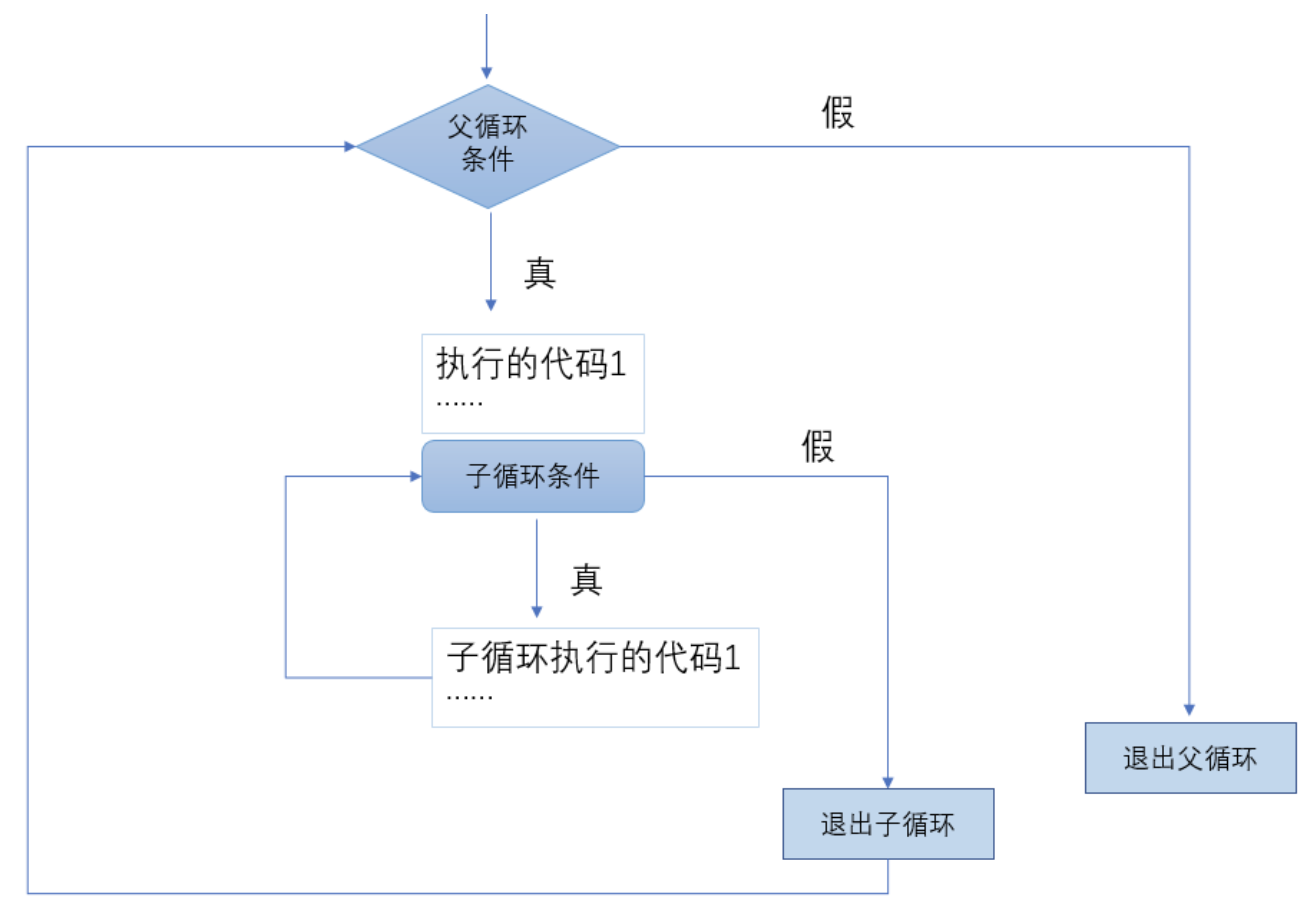 假
父循环
条件
真
执行的代码1
……
假
子循环条件
真
子循环执行的代码1
……
退出父循环
退出子循环